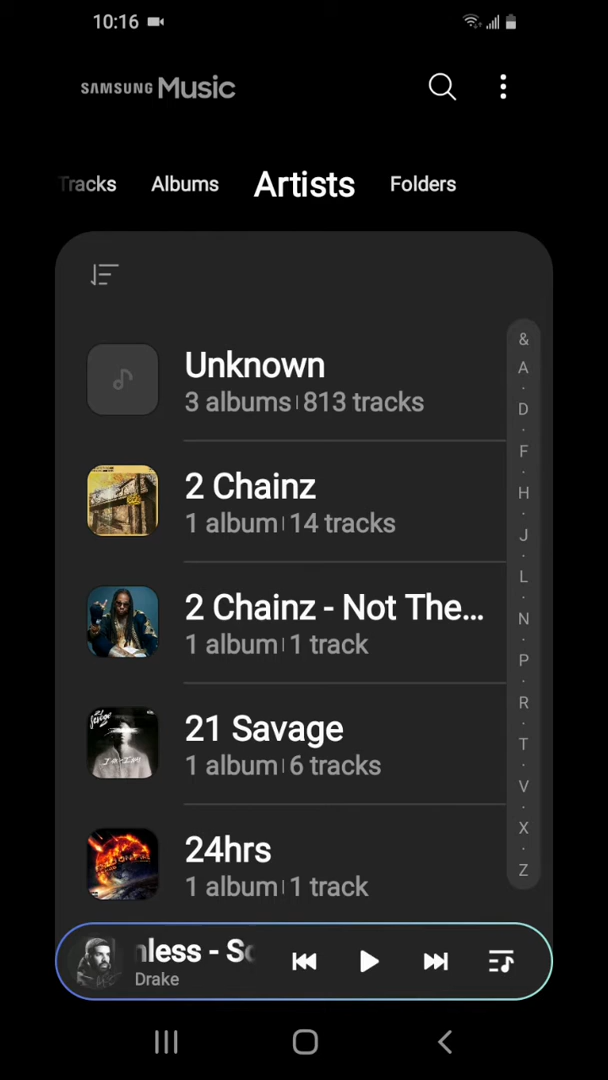 10:16
SAMSUNG Music
Tracks Albums Artists Folders
Unknown
3 albums | 813 tracks
2 Chainz
1 album | 14 tracks
2 Chainz - Not The...
1 album | 1 track
21 Savage
1 album | 6 tracks
24hrs
1 album | 1 track
&
A
.
D
.
F
.
H
.
J
.
L
.
N
.
P
.
R
.
T
.
V
.
X
.
Z
nless - Sc
Drake